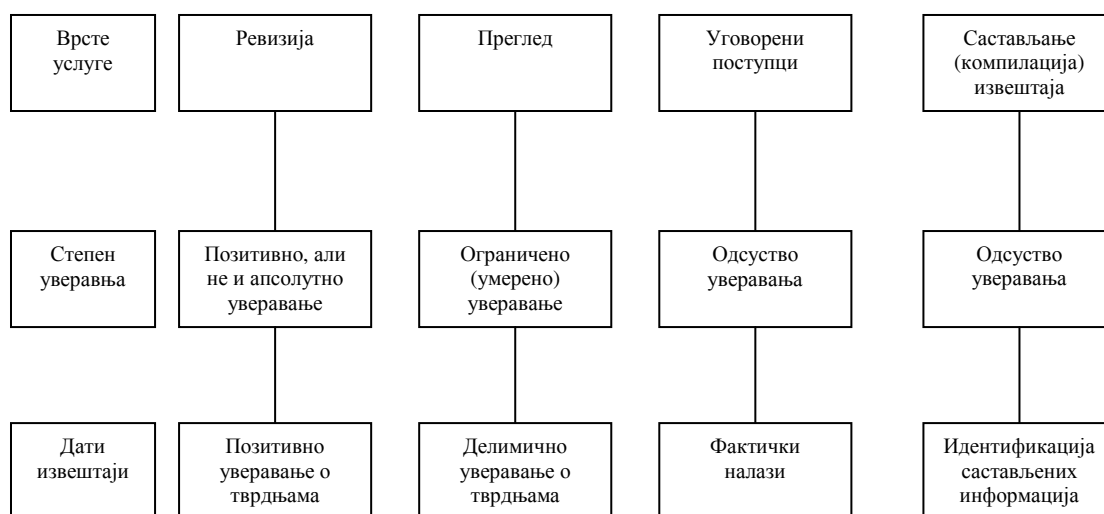 Врсте
услуге
Ревизија
Преглед
Уговорени
поступци
Састављање
(компилација)
извештаја
Степен
уверавња
Позитивно, али
не и апсолутно
уверавање
Ограничено
(умерено)
уверавање
Одсуство
уверавања
Одсуство
уверавања
Дати
извештаји
Позитивно
уверавање о
тврдњама
Делимично
уверавање о
тврдњама
Фактички
налази
Идентификација
састављених
информација